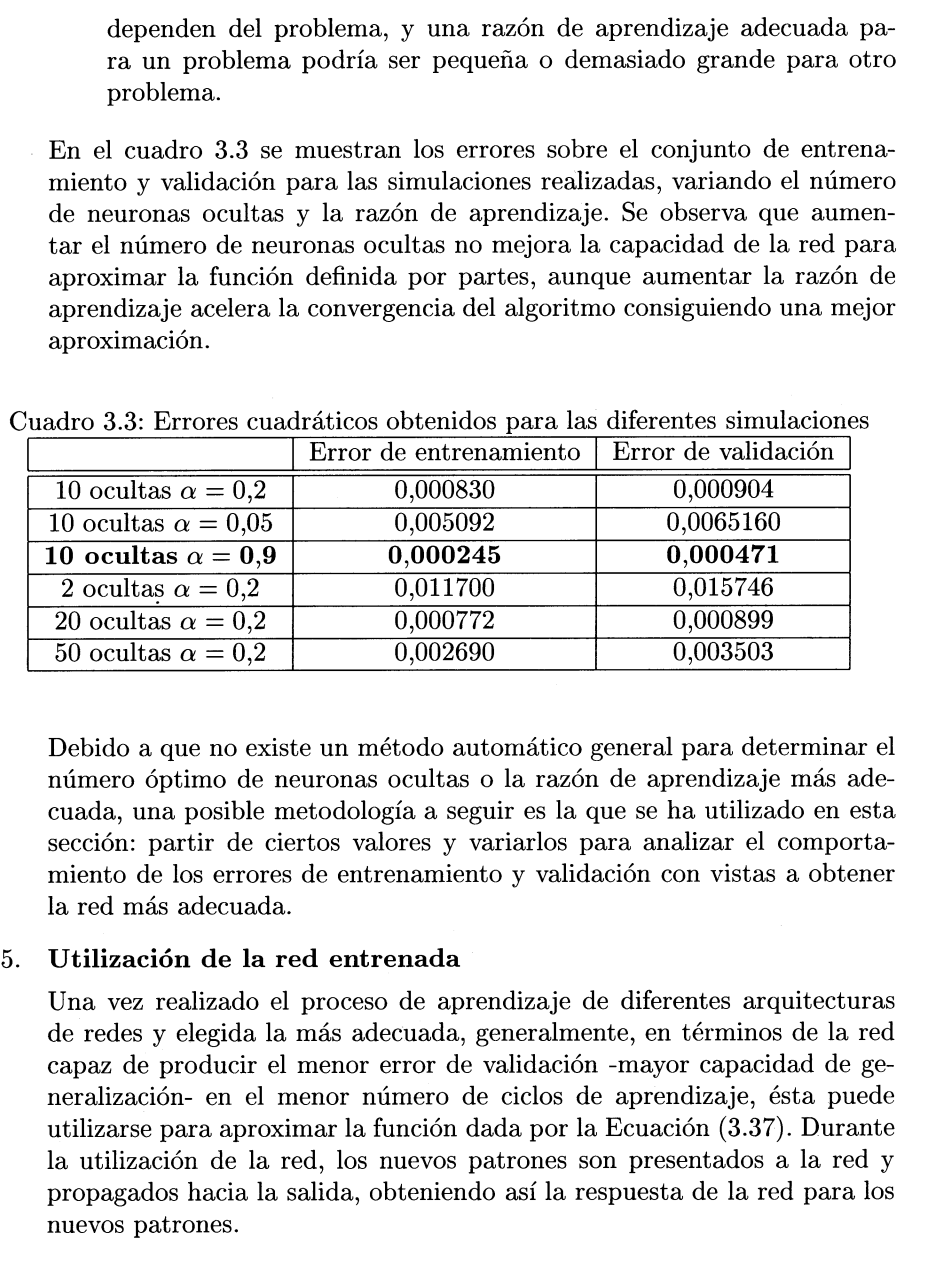 dependen del problema, y una razón de aprendizaje adecuada pa-
ra un problema podría ser pequeña o demasiado grande para otro
problema.
En el cuadro 3.3 se muestran los errores sobre el conjunto de entrena-
miento y validación para las simulaciones realizadas, variando el número
de neuronas ocultas y la razón de aprendizaje. Se observa que aumen-
tar el número de neuronas ocultas no mejora la capacidad de la red para
aproximar la función definida por partes, aunque aumentar la razón de
aprendizaje acelera la convergencia del algoritmo consiguiendo una mejor
aproximación.
Cuadro 3.3: Errores cuadráticos obtenidos para las diferentes simulaciones
Error de entrenamiento Error de validación
10 ocultas α = 0,2 0,000830 0,000904
10 ocultas α = 0,05 0,005092 0,0065160
10 ocultas α = 0,9 0,000245 0,000471
2 ocultas α = 0,2 0,011700 0,015746
20 ocultas α = 0,2 0,000772 0,000899
50 ocultas α = 0,2 0,002690 0,003503
Debido a que no existe un método automático general para determinar el
número óptimo de neuronas ocultas o la razón de aprendizaje más ade-
cuada, una posible metodología a seguir es la que se ha utilizado en esta
sección: partir de ciertos valores y variarlos para analizar el comporta-
miento de los errores de entrenamiento y validación con vistas a obtener
la red más adecuada.
5. Utilización de la red entrenada
Una vez realizado el proceso de aprendizaje de diferentes arquitecturas
de redes y elegida la más adecuada, generalmente, en términos de la red
capaz de producir el menor error de validación -mayor capacidad de ge-
neralización- en el menor número de ciclos de aprendizaje, ésta puede
utilizarse para aproximar la función dada por la Ecuación (3.37). Durante
la utilización de la red, los nuevos patrones son presentados a la red y
propagados hacia la salida, obteniendo así la respuesta de la red para los
nuevos patrones.